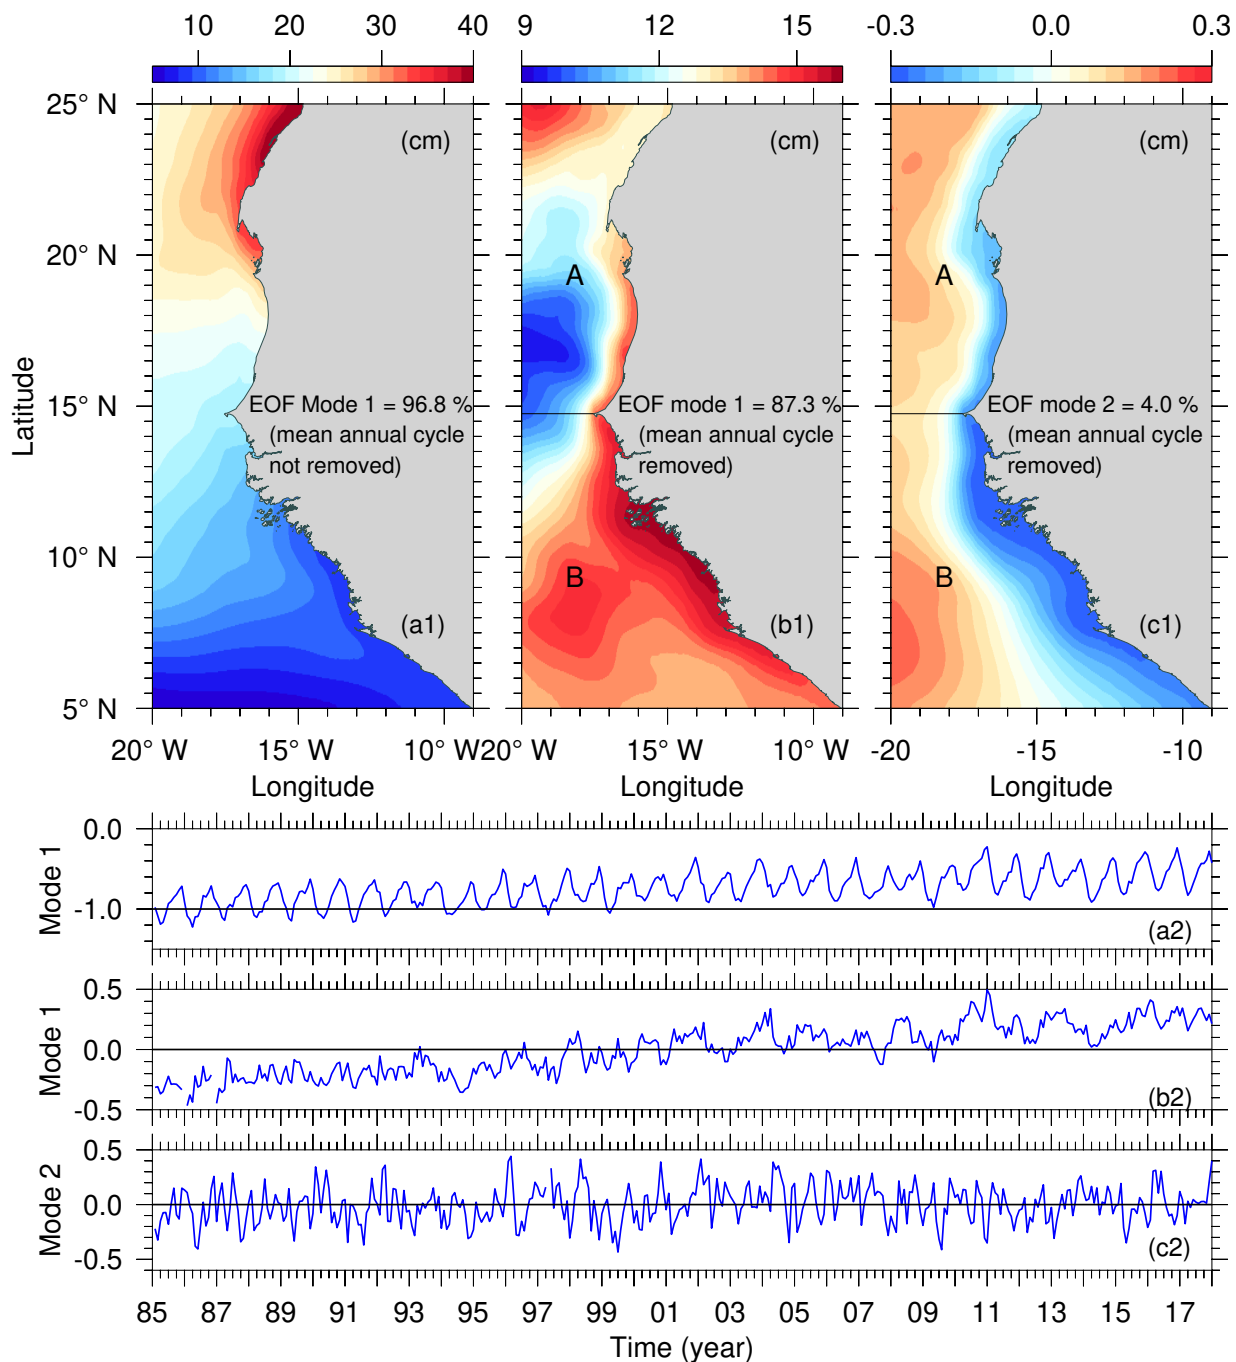 10 20 30 40
9 12 15
-0.3 0.0 0.3
25° N
20° N
15° N
10° N
5° N
Latitude
(cm)
EOF Mode 1 = 96.8 %
(mean annual cycle
not removed)
(a1)
20° W 15° W 10° W
Longitude
(cm)
A
EOF mode 1 = 87.3 %
(mean annual cycle
removed)
B
(b1)
20° W 15° W
Longitude
(cm)
A
EOF mode 2 = 4.0 %
(mean annual cycle
removed)
B
(c1)
-20 -15 -10
Longitude
Mode 1
0.0
-1.0
(a2)
Mode 1
0.5
0.0
-0.5
(b2)
Mode 2
0.5
0.0
-0.5
(c2)
85 87 89 91 93 95 97 99 01 03 05 07 09 11 13 15 17
Time (year)